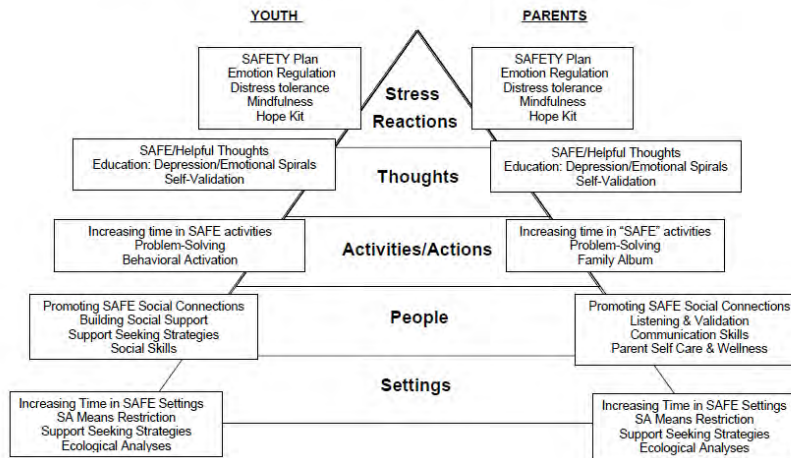 YOUTH
PARENTS
SAFETY Plan
Emotion Regulation
Distress tolerance
Mindfulness
Hope Kit
Stress
Reactions
SAFETY Plan
Emotion Regulation
Distress tolerance
Mindfulness
Hope Kit
SAFE/Helpful Thoughts
Education: Depression/Emotional Spirals
Self-Validation
Thoughts
SAFE/Helpful Thoughts
Education: Depression/Emotional Spirals
Self-Validation
Increasing time in SAFE activities
Problem-Solving
Behavioral Activation
Activities/Actions
Increasing time in “SAFE” activities
Problem-Solving
Family Album
Promoting SAFE Social Connections
Building Social Support
Support Seeking Strategies
Social Skills
People
Promoting SAFE Social Connections
Listening & Validation
Communication Skills
Parent Self Care & Wellness
Settings
Increasing Time in SAFE Settings
SA Means Restriction
Support Seeking Strategies
Ecological Analyses
Increasing Time in SAFE Settings
SA Means Restriction
Support Seeking Strategies
Ecological Analyses